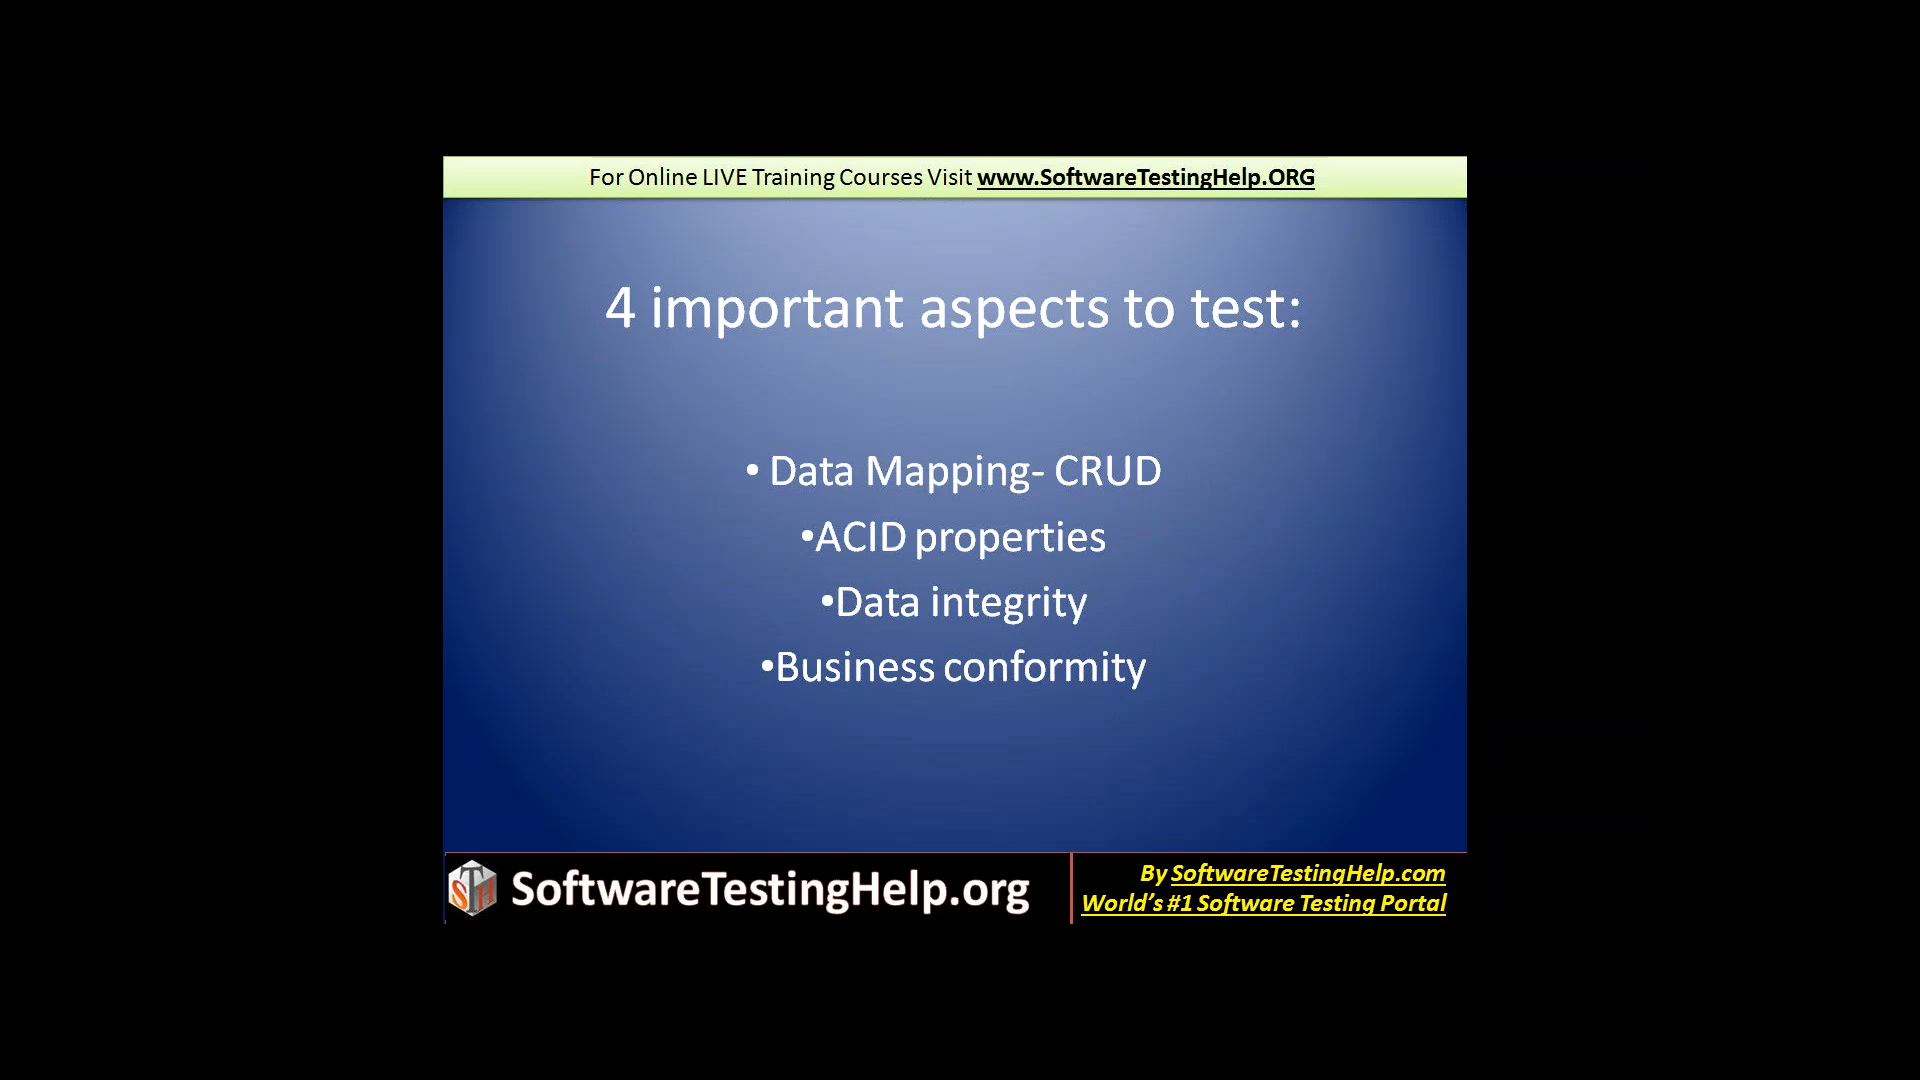 For Online LIVE Training Courses Visit www.SoftwareTestingHelp.ORG
4 important aspects to test:
• Data Mapping- CRUD
•ACID properties
•Data integrity
•Business conformity
STH SoftwareTestingHelp.org
By SoftwareTestingHelp.com
World's #1 Software Testing Portal